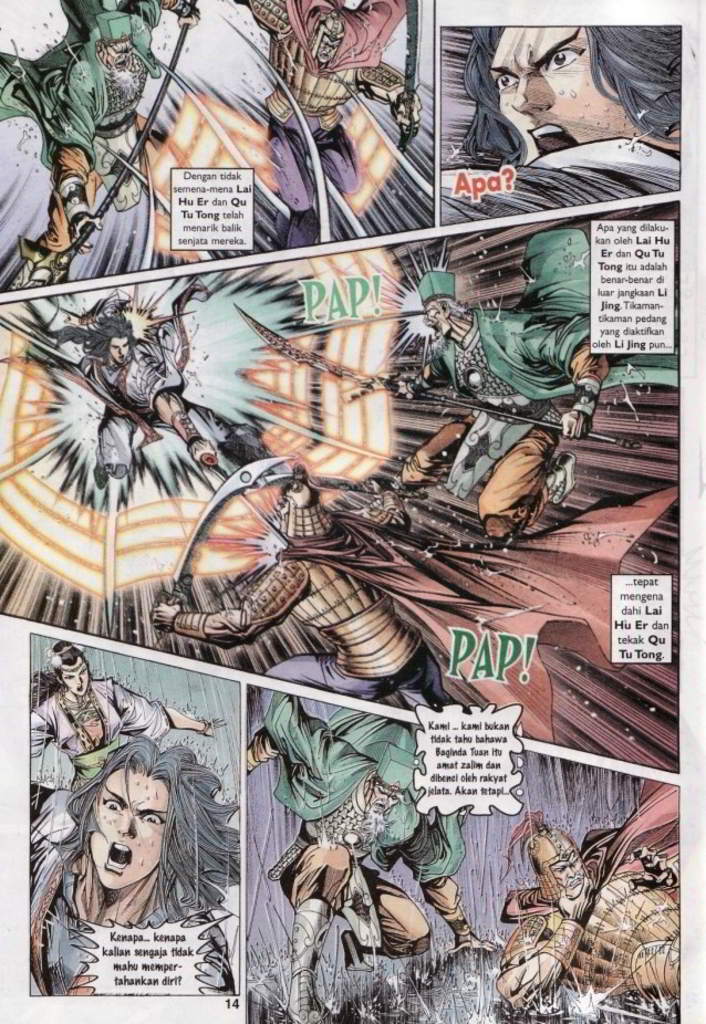 Dengan tidak
semena-mena Lai
Hu Er dan Qu
Tu Tong telah
menarik balik
senjata mereka.
Apa?
Apa yang dilaku-
kan oleh Lai Hu
Er dan Qu Tu
Tong itu adalah
benar-benar di
luar jangkaan Li
Jing. Tikaman-
tikaman pedang
yang diaktifkan
oleh Li Jing pun...
PAP!
...tepat
mengena
dahi Lai
Hu Er dan
tekak Qu
Tu Tong.
PAP!
Kenapa... kenapa
kalian sengaja tidak
mahu memper-
tahankan diri?
Kami ... kami bukan
tidak tahu bahawa
Baginda Tuan itu
amat zalim dan
dibenci oleh rakyat
jelata. Akan tetapi...
14